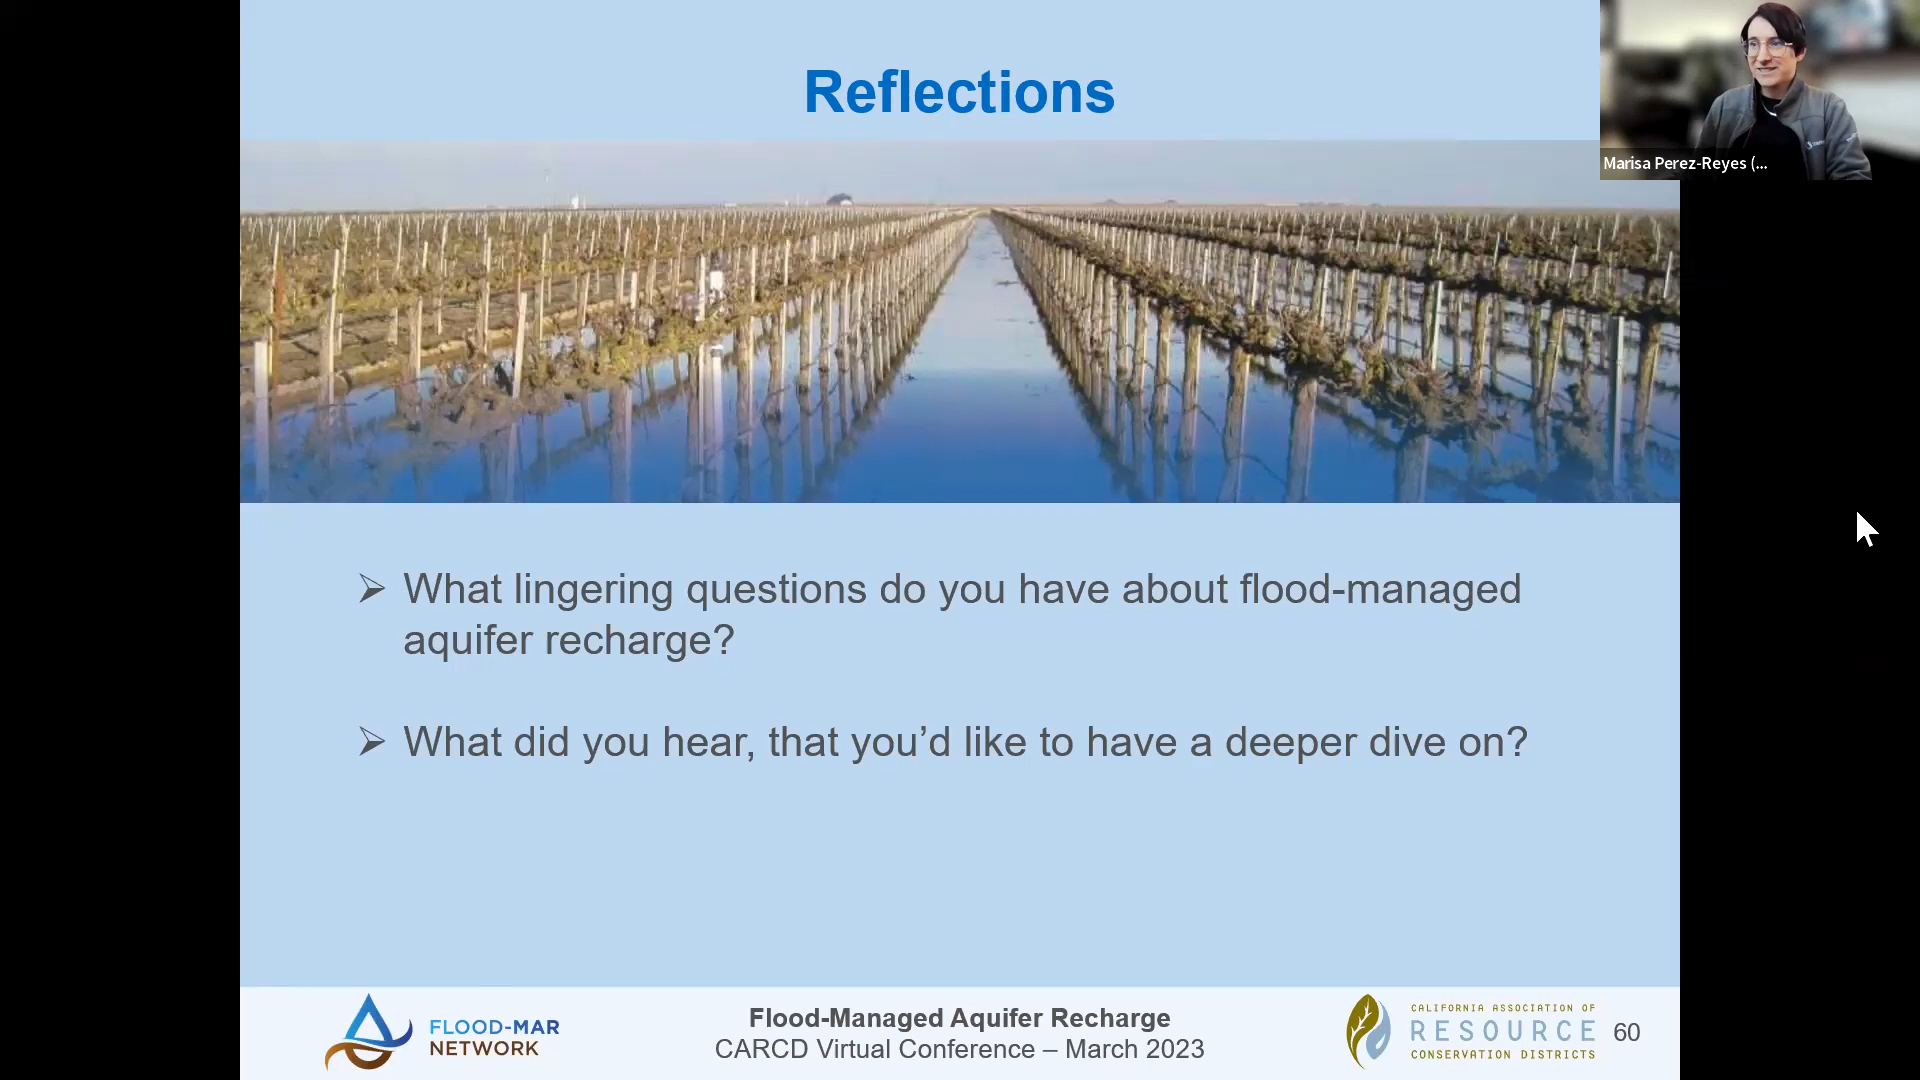 Reflections
Marisa Perez-Reyes (...
➢ What lingering questions do you have about flood-managed
aquifer recharge?
➢ What did you hear, that you’d like to have a deeper dive on?
FLOOD-MAR
NETWORK
Flood-Managed Aquifer Recharge
CARCD Virtual Conference – March 2023
CALIFORNIA ASSOCIATION OF
RESOURCE
CONSERVATION DISTRICTS
60